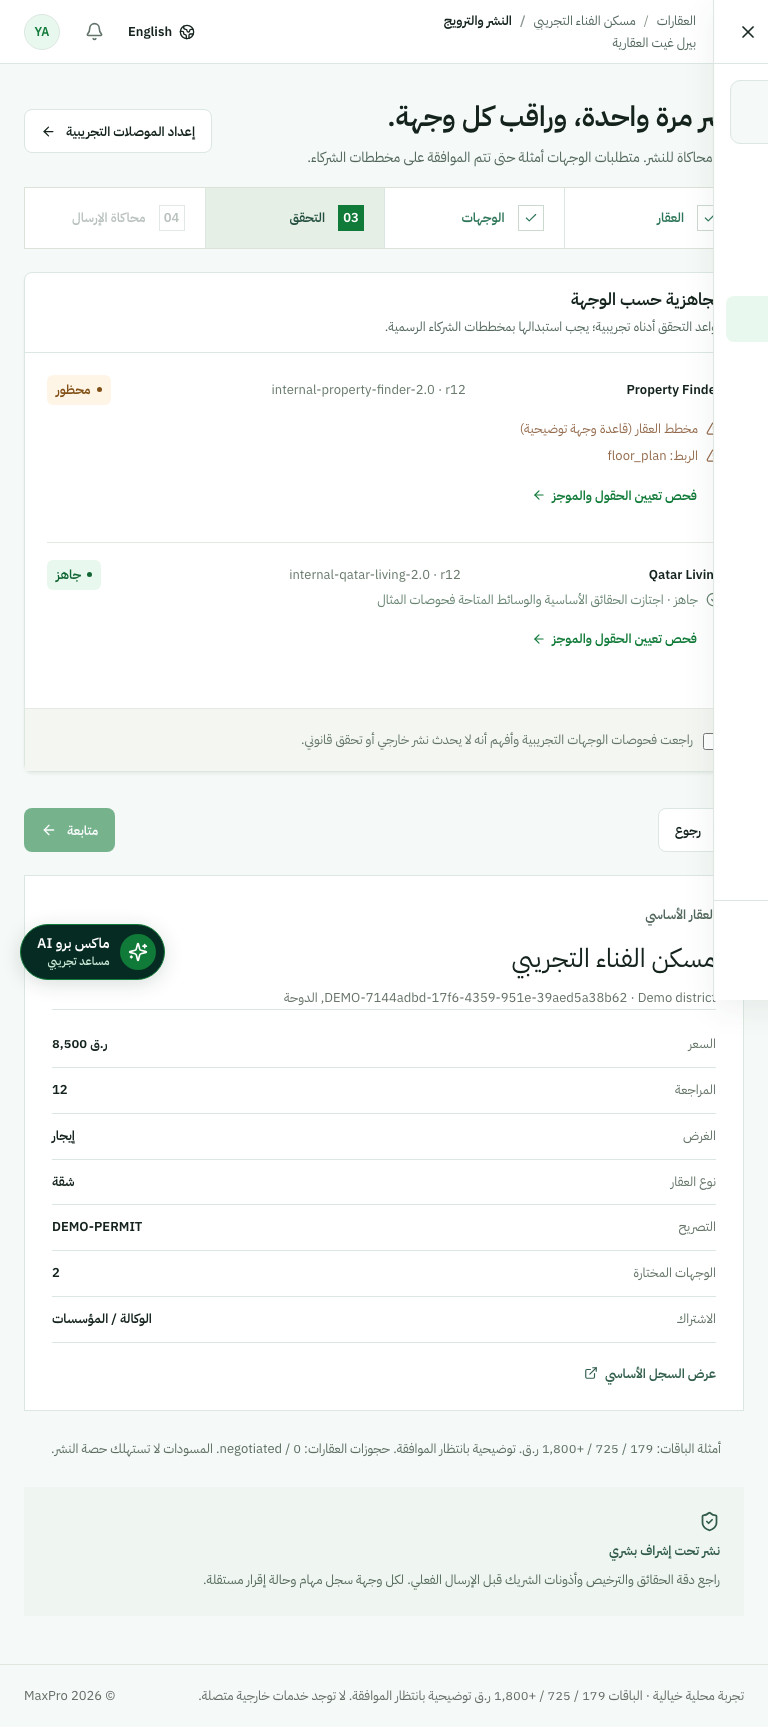 العقارات / مسكن الفناء التجريبي / النشر والترويج
بيرل غيت العقارية
English
YA
مرة واحدة، وراقب كل وجهة.
محاكاة للنشر. متطلبات الوجهات أمثلة حتى تتم الموافقة على مخططات الشركاء.
إعداد الموصلات التجريبية
العقار
الوجهات
03 التحقق
04 محاكاة الإرسال
حسب الوجهة
التحقق أدناه تجريبية؛ يجب استبدالها بمخططات الشركاء الرسمية.
Property
internal-property-finder-2.0 · r12
محظور
مخطط العقار (قاعدة وجهة توضيحية)
الربط: floor_plan
فحص تعيين الحقول والموجز
Qatar
internal-qatar-living-2.0 · r12
جاهز
جاهز · اجتازت الحقائق الأساسية والوسائط المتاحة فحوصات المثال
فحص تعيين الحقول والموجز
راجعت فحوصات الوجهات التجريبية وأفهم أنه لا يحدث نشر خارجي أو تحقق قانوني.
رجوع
متابعة
العقار الأساسي
مسكن الفناء التجريبي
DEMO-7144adbd-17f6-4359-951e-39aed5a38b62 · Demo district, الدوحة
ماكس برو AI
مساعد تجريبي
السعر
8,500 ر.ق
المراجعة
12
الغرض
إيجار
نوع العقار
شقة
التصريح
DEMO-PERMIT
الوجهات المختارة
2
الاشتراك
الوكالة / المؤسسات
عرض السجل الأساسي
أمثلة الباقات: 179 / 725 / +1,800 ر.ق. توضيحية بانتظار الموافقة. حجوزات العقارات: 0 / negotiated. المسودات لا تستهلك حصة النشر.
نشر تحت إشراف بشري
راجع دقة الحقائق والترخيص وأذونات الشريك قبل الإرسال الفعلي. لكل وجهة سجل مهام وحالة إقرار مستقلة.
تجربة محلية خيالية · الباقات 179 / 725 / +1,800 ر.ق توضيحية بانتظار الموافقة. لا توجد خدمات خارجية متصلة.
© 2026 MaxPro